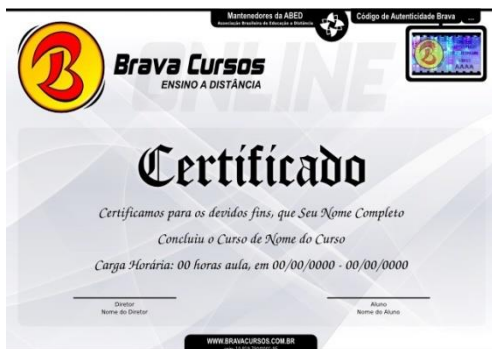 Mantenedores da ABED
Associação Brasileira de Educação a Distância
Código de Autenticidade Brava
ONLINE
B
Brava Cursos
ENSINO A DISTÂNCIA
Certificado
Certificamos para os devidos fins, que Seu Nome Completo
Concluiu o Curso de Nome do Curso
Carga Horária: 00 horas aula, em 00/00/0000 - 00/00/0000
Diretor
Nome do Diretor
Aluno
Nome do Aluno
WWW.BRAVACURSOS.COM.BR